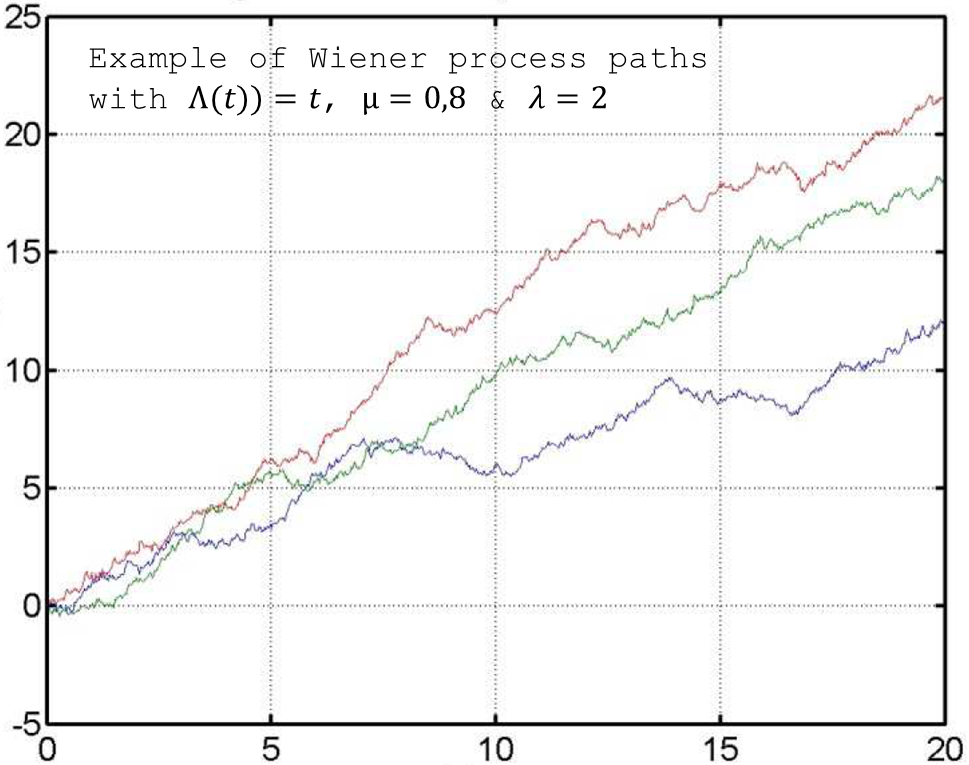 25
Example of Wiener process paths
with Λ(t)) = t, μ = 0,8 & λ = 2
20
15
10
5
0
-5
0 5 10 15 20